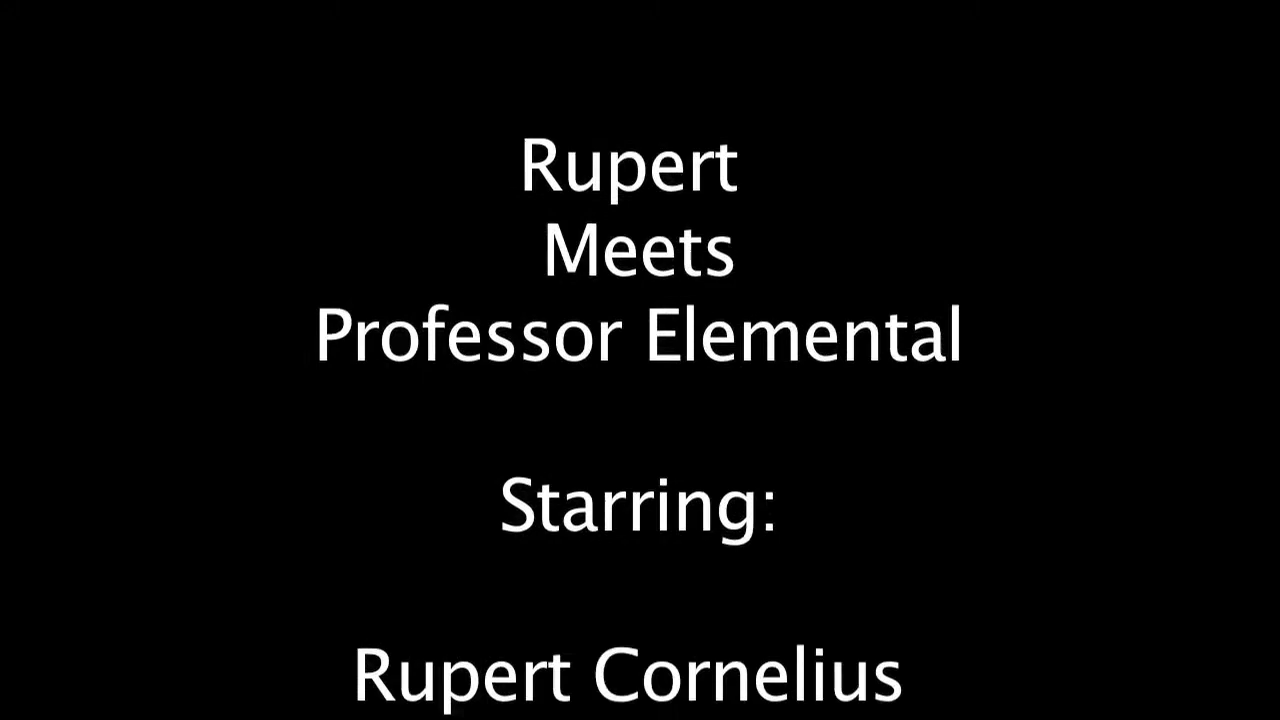 Rupert
Meets
Professor Elemental
Starring:
Rupert Cornelius